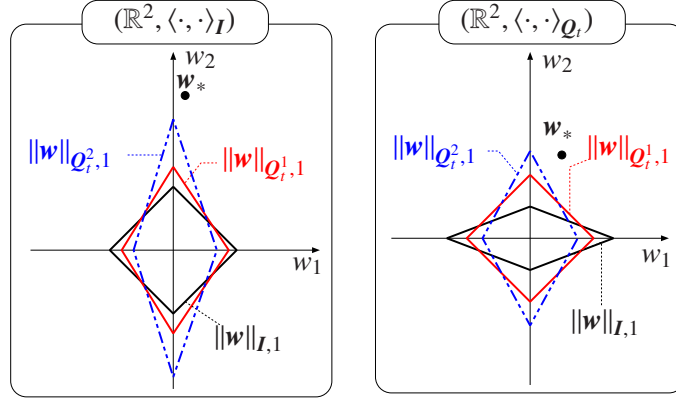 (ℝ², ⟨·, ·⟩_I)
w₂
w_*
‖w‖_{Q_t^2,1}
‖w‖_{Q_t^1,1}
w₁
‖w‖_{I,1}
(ℝ², ⟨·, ·⟩_{Q_t})
w₂
w_*
‖w‖_{Q_t^2,1}
‖w‖_{Q_t^1,1}
w₁
‖w‖_{I,1}